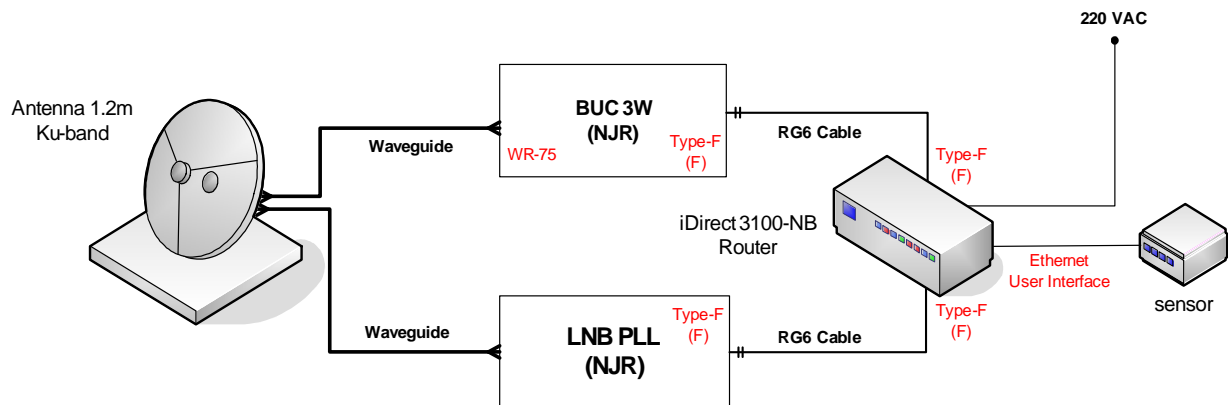 220 VAC
Antenna 1.2m
Ku-band
Waveguide
BUC 3W
(NJR)
WR-75
Type-F
(F)
RG6 Cable
Type-F
(F)
iDirect 3100-NB
Router
Ethernet
User Interface
sensor
Waveguide
LNB PLL
(NJR)
Type-F
(F)
RG6 Cable
Type-F
(F)